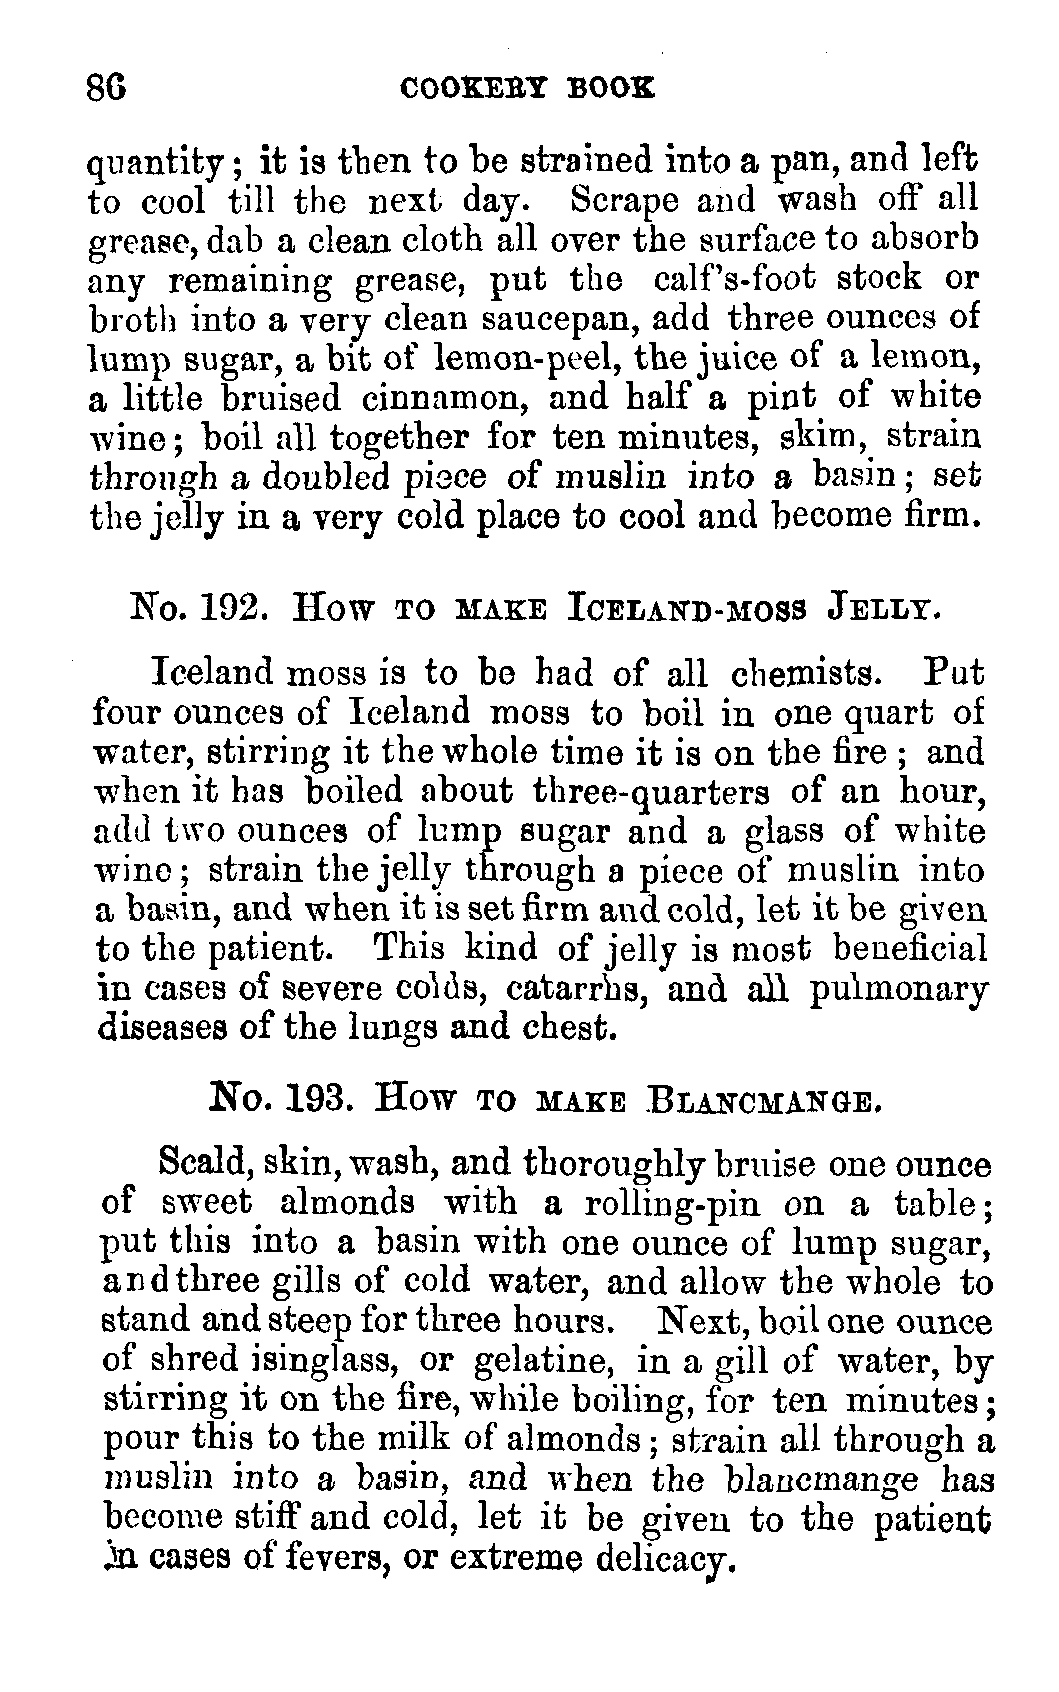 86 COOKERY BOOK
quantity; it is then to be strained into a pan, and left
to cool till the next day. Scrape and wash off all
grease, dab a clean cloth all over the surface to absorb
any remaining grease, put the calf's-foot stock or
broth into a very clean saucepan, add three ounces of
lump sugar, a bit of lemon-peel, the juice of a lemon,
a little bruised cinnamon, and half a pint of white
wine; boil all together for ten minutes, skim, strain
through a doubled piece of muslin into a basin; set
the jelly in a very cold place to cool and become firm.
No. 192. How to make Iceland-moss Jelly.
Iceland moss is to be had of all chemists. Put
four ounces of Iceland moss to boil in one quart of
water, stirring it the whole time it is on the fire; and
when it has boiled about three-quarters of an hour,
add two ounces of lump sugar and a glass of white
wine; strain the jelly through a piece of muslin into
a basin, and when it is set firm and cold, let it be given
to the patient. This kind of jelly is most beneficial
in cases of severe colds, catarrhs, and all pulmonary
diseases of the lungs and chest.
No. 193. How to make Blancmange.
Scald, skin, wash, and thoroughly bruise one ounce
of sweet almonds with a rolling-pin on a table;
put this into a basin with one ounce of lump sugar,
and three gills of cold water, and allow the whole to
stand and steep for three hours. Next, boil one ounce
of shred isinglass, or gelatine, in a gill of water, by
stirring it on the fire, while boiling, for ten minutes;
pour this to the milk of almonds; strain all through a
muslin into a basin, and when the blancmange has
become stiff and cold, let it be given to the patient
in cases of fevers, or extreme delicacy.